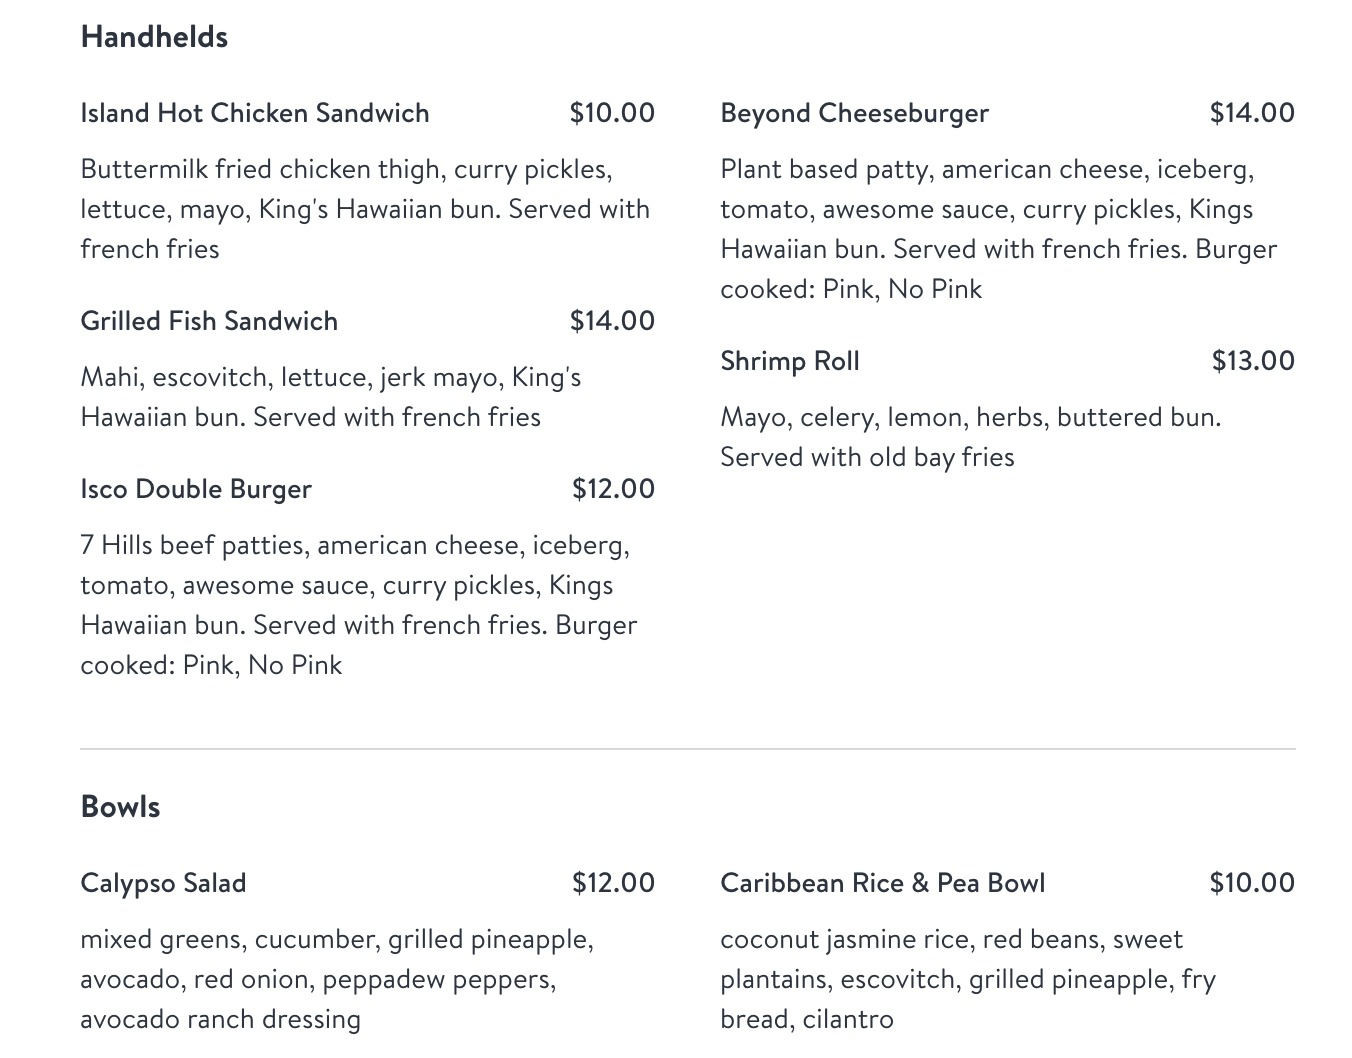 Handhelds
Island Hot Chicken Sandwich $10.00
Buttermilk fried chicken thigh, curry pickles,
lettuce, mayo, King's Hawaiian bun. Served with
french fries
Grilled Fish Sandwich $14.00
Mahi, escovitch, lettuce, jerk mayo, King's
Hawaiian bun. Served with french fries
Isco Double Burger $12.00
7 Hills beef patties, american cheese, iceberg,
tomato, awesome sauce, curry pickles, Kings
Hawaiian bun. Served with french fries. Burger
cooked: Pink, No Pink
Beyond Cheeseburger $14.00
Plant based patty, american cheese, iceberg,
tomato, awesome sauce, curry pickles, Kings
Hawaiian bun. Served with french fries. Burger
cooked: Pink, No Pink
Shrimp Roll $13.00
Mayo, celery, lemon, herbs, buttered bun.
Served with old bay fries
Bowls
Calypso Salad $12.00
mixed greens, cucumber, grilled pineapple,
avocado, red onion, peppadew peppers,
avocado ranch dressing
Caribbean Rice & Pea Bowl $10.00
coconut jasmine rice, red beans, sweet
plantains, escovitch, grilled pineapple, fry
bread, cilantro